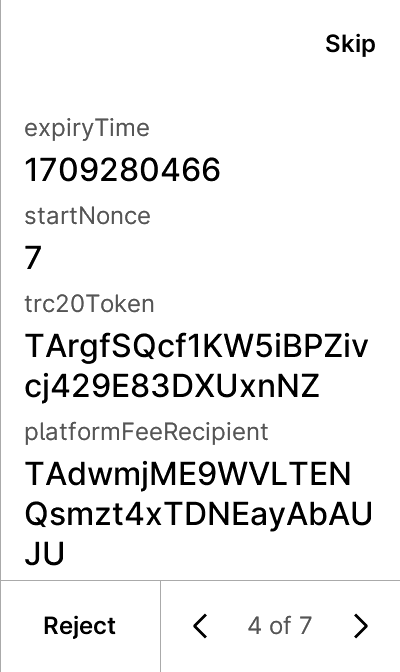 Skip
expiryTime
1709280466
startNonce
7
trc20Token
TArgfSQcf1KW5iBPZiv
cj429E83DXUxnNZ
platformFeeRecipient
TAdwmjME9WVLTEN
Qsmzt4xTDNEayAbAU
JU
Reject
4 of 7